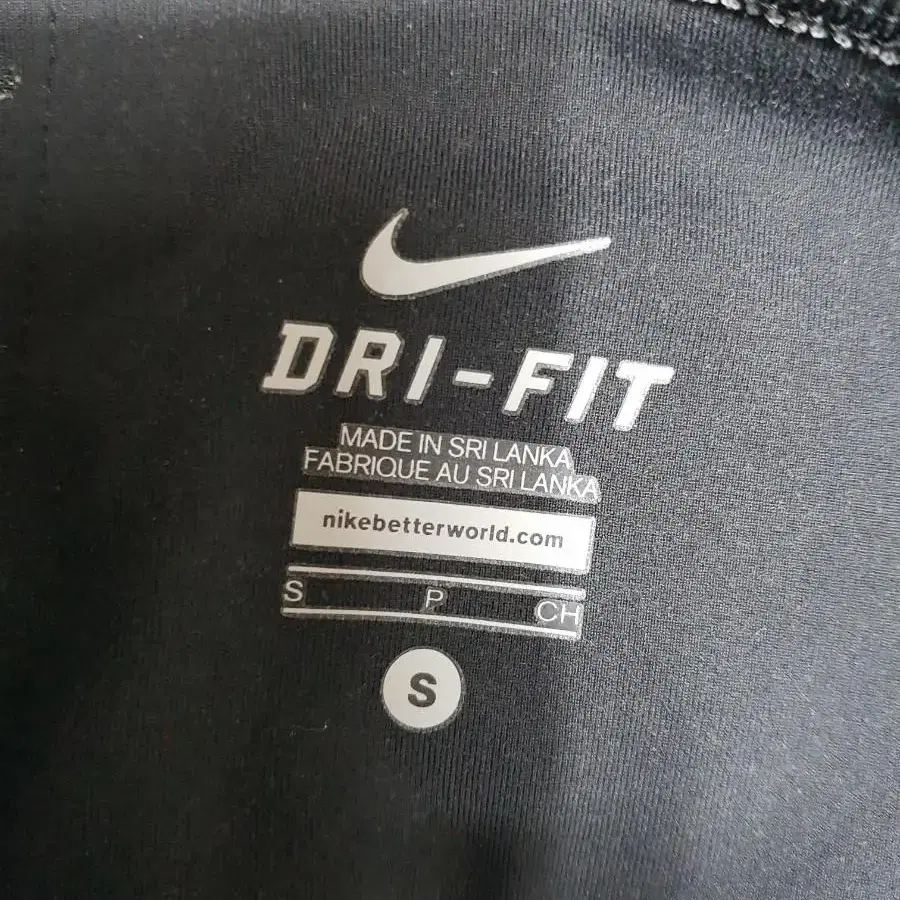 DRI-FIT
MADE IN SRI LANKA
FABRIQUE AU SRI LANKA
nikebetterworld.com
S P CH
S